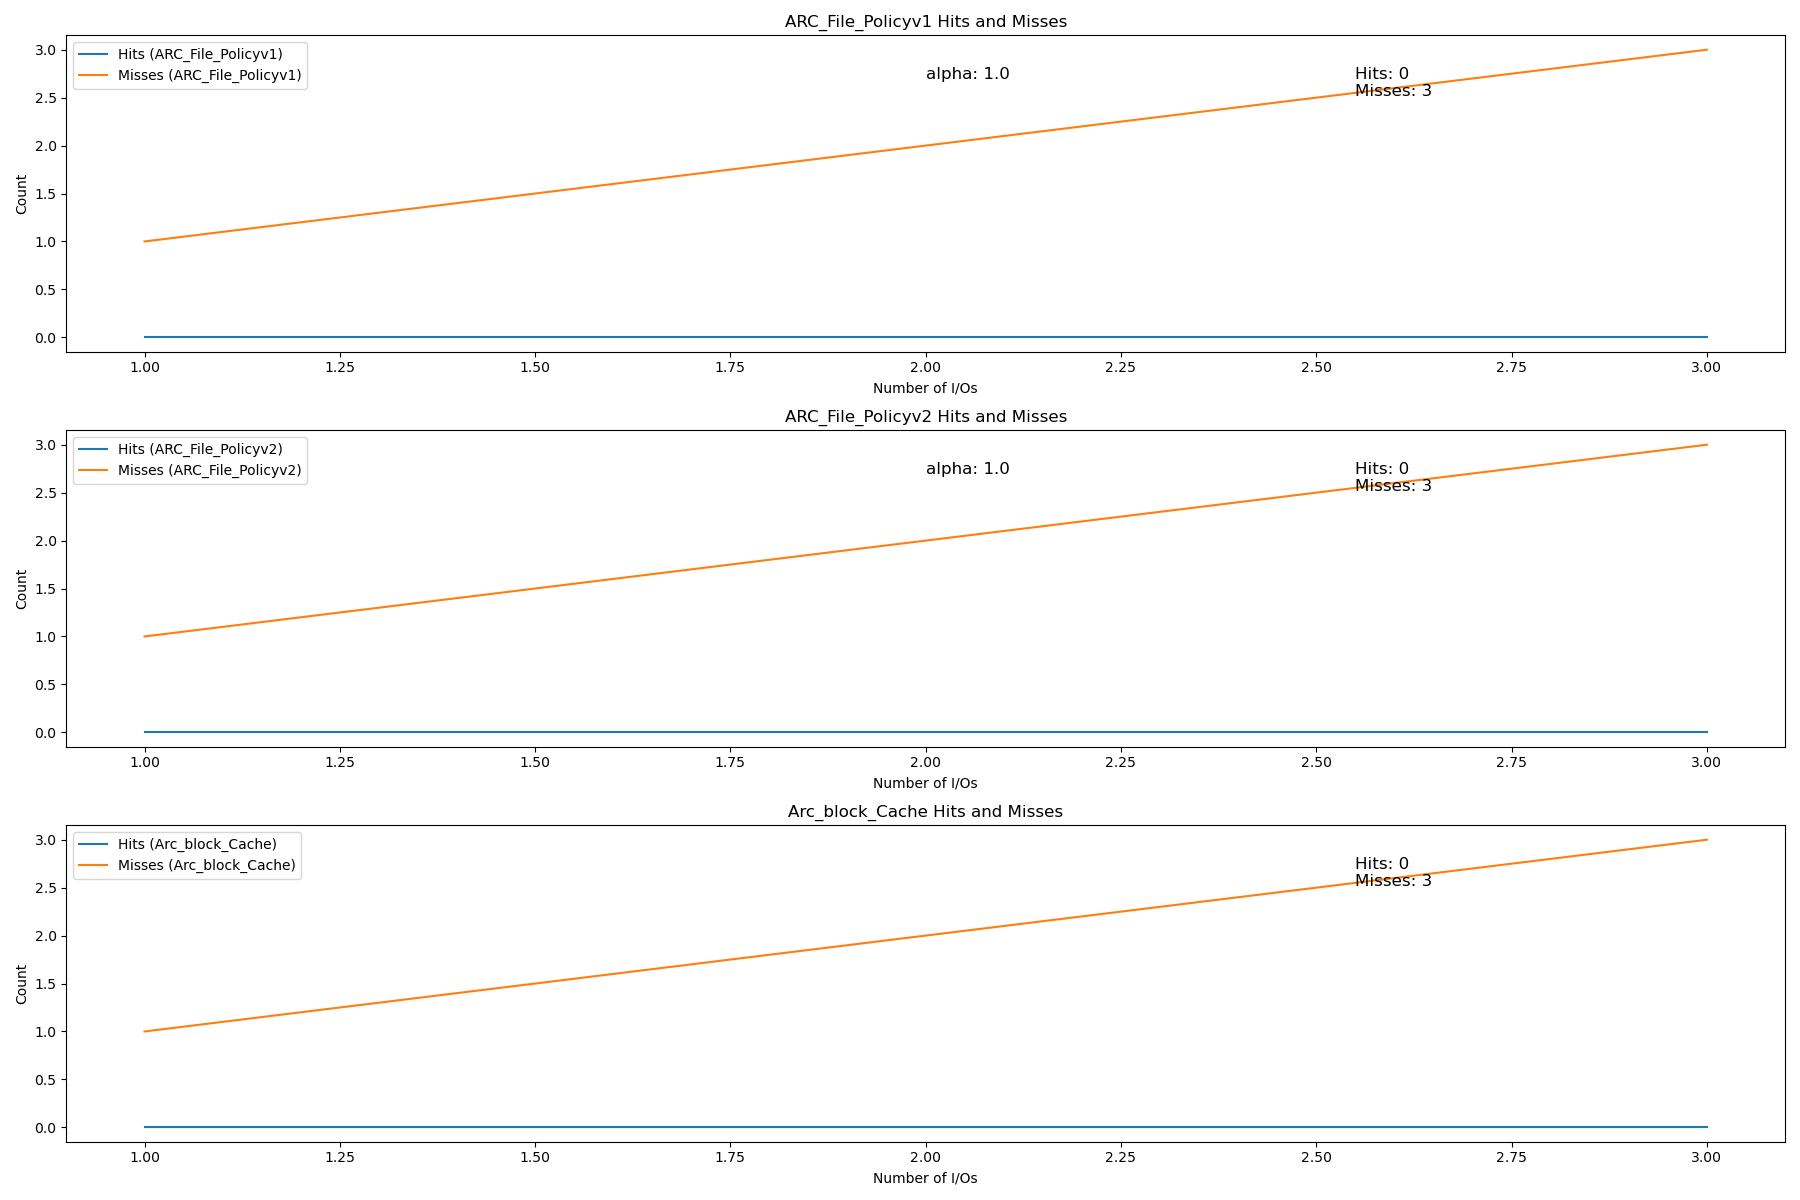 ARC_File_Policyv1 Hits and Misses
Hits (ARC_File_Policyv1)
Misses (ARC_File_Policyv1)
alpha: 1.0
Hits: 0
Misses: 3
Count
3.0
2.5
2.0
1.5
1.0
0.5
0.0
1.00 1.25 1.50 1.75 2.00 2.25 2.50 2.75 3.00
Number of I/Os
ARC_File_Policyv2 Hits and Misses
Hits (ARC_File_Policyv2)
Misses (ARC_File_Policyv2)
alpha: 1.0
Hits: 0
Misses: 3
Count
3.0
2.5
2.0
1.5
1.0
0.5
0.0
1.00 1.25 1.50 1.75 2.00 2.25 2.50 2.75 3.00
Number of I/Os
Arc_block_Cache Hits and Misses
Hits (Arc_block_Cache)
Misses (Arc_block_Cache)
Hits: 0
Misses: 3
Count
3.0
2.5
2.0
1.5
1.0
0.5
0.0
1.00 1.25 1.50 1.75 2.00 2.25 2.50 2.75 3.00
Number of I/Os